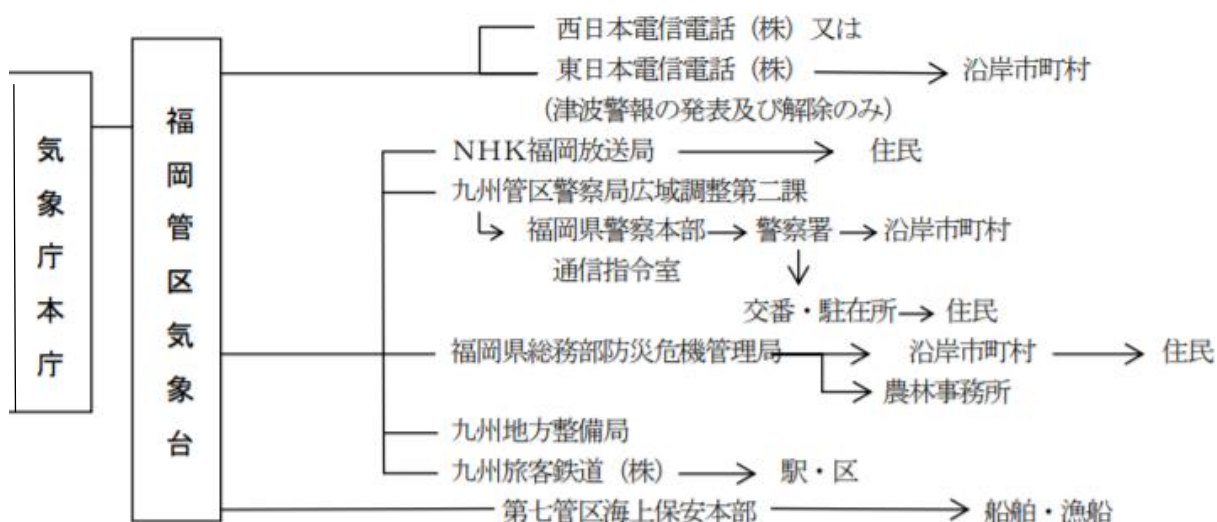 気象庁本庁
福岡管区気象台
西日本電信電話（株）又は
東日本電信電話（株） 沿岸市町村
（津波警報の発表及び解除のみ）
ＮＨＫ福岡放送局 住民
九州管区警察局広域調整第二課
福岡県警察本部 警察署 沿岸市町村
通信指令室
交番・駐在所 住民
福岡県総務部防災危機管理局 沿岸市町村 住民
農林事務所
九州地方整備局
九州旅客鉄道（株） 駅・区
第七管区海上保安本部 船舶・漁船